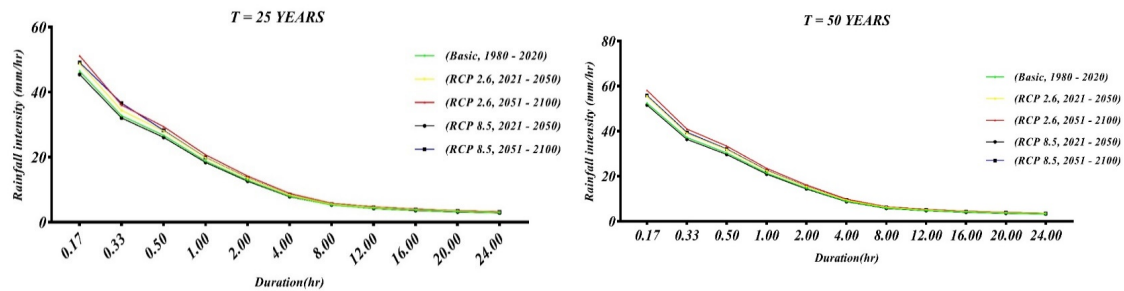 T = 25 YEARS
Rainfall intensity (mm/hr)
60
40
20
0
(Basic, 1980 - 2020)
(RCP 2.6, 2021 - 2050)
(RCP 2.6, 2051 - 2100)
(RCP 8.5, 2021 - 2050)
(RCP 8.5, 2051 - 2100)
0.17 0.33 0.50 1.00 2.00 4.00 8.00 12.00 16.00 20.00 24.00
Duration(hr)
T = 50 YEARS
Rainfall intensity (mm/hr)
80
60
40
20
0
(Basic, 1980 - 2020)
(RCP 2.6, 2021 - 2050)
(RCP 2.6, 2051 - 2100)
(RCP 8.5, 2021 - 2050)
(RCP 8.5, 2051 - 2100)
0.17 0.33 0.50 1.00 2.00 4.00 8.00 12.00 16.00 20.00 24.00
Duration(hr)